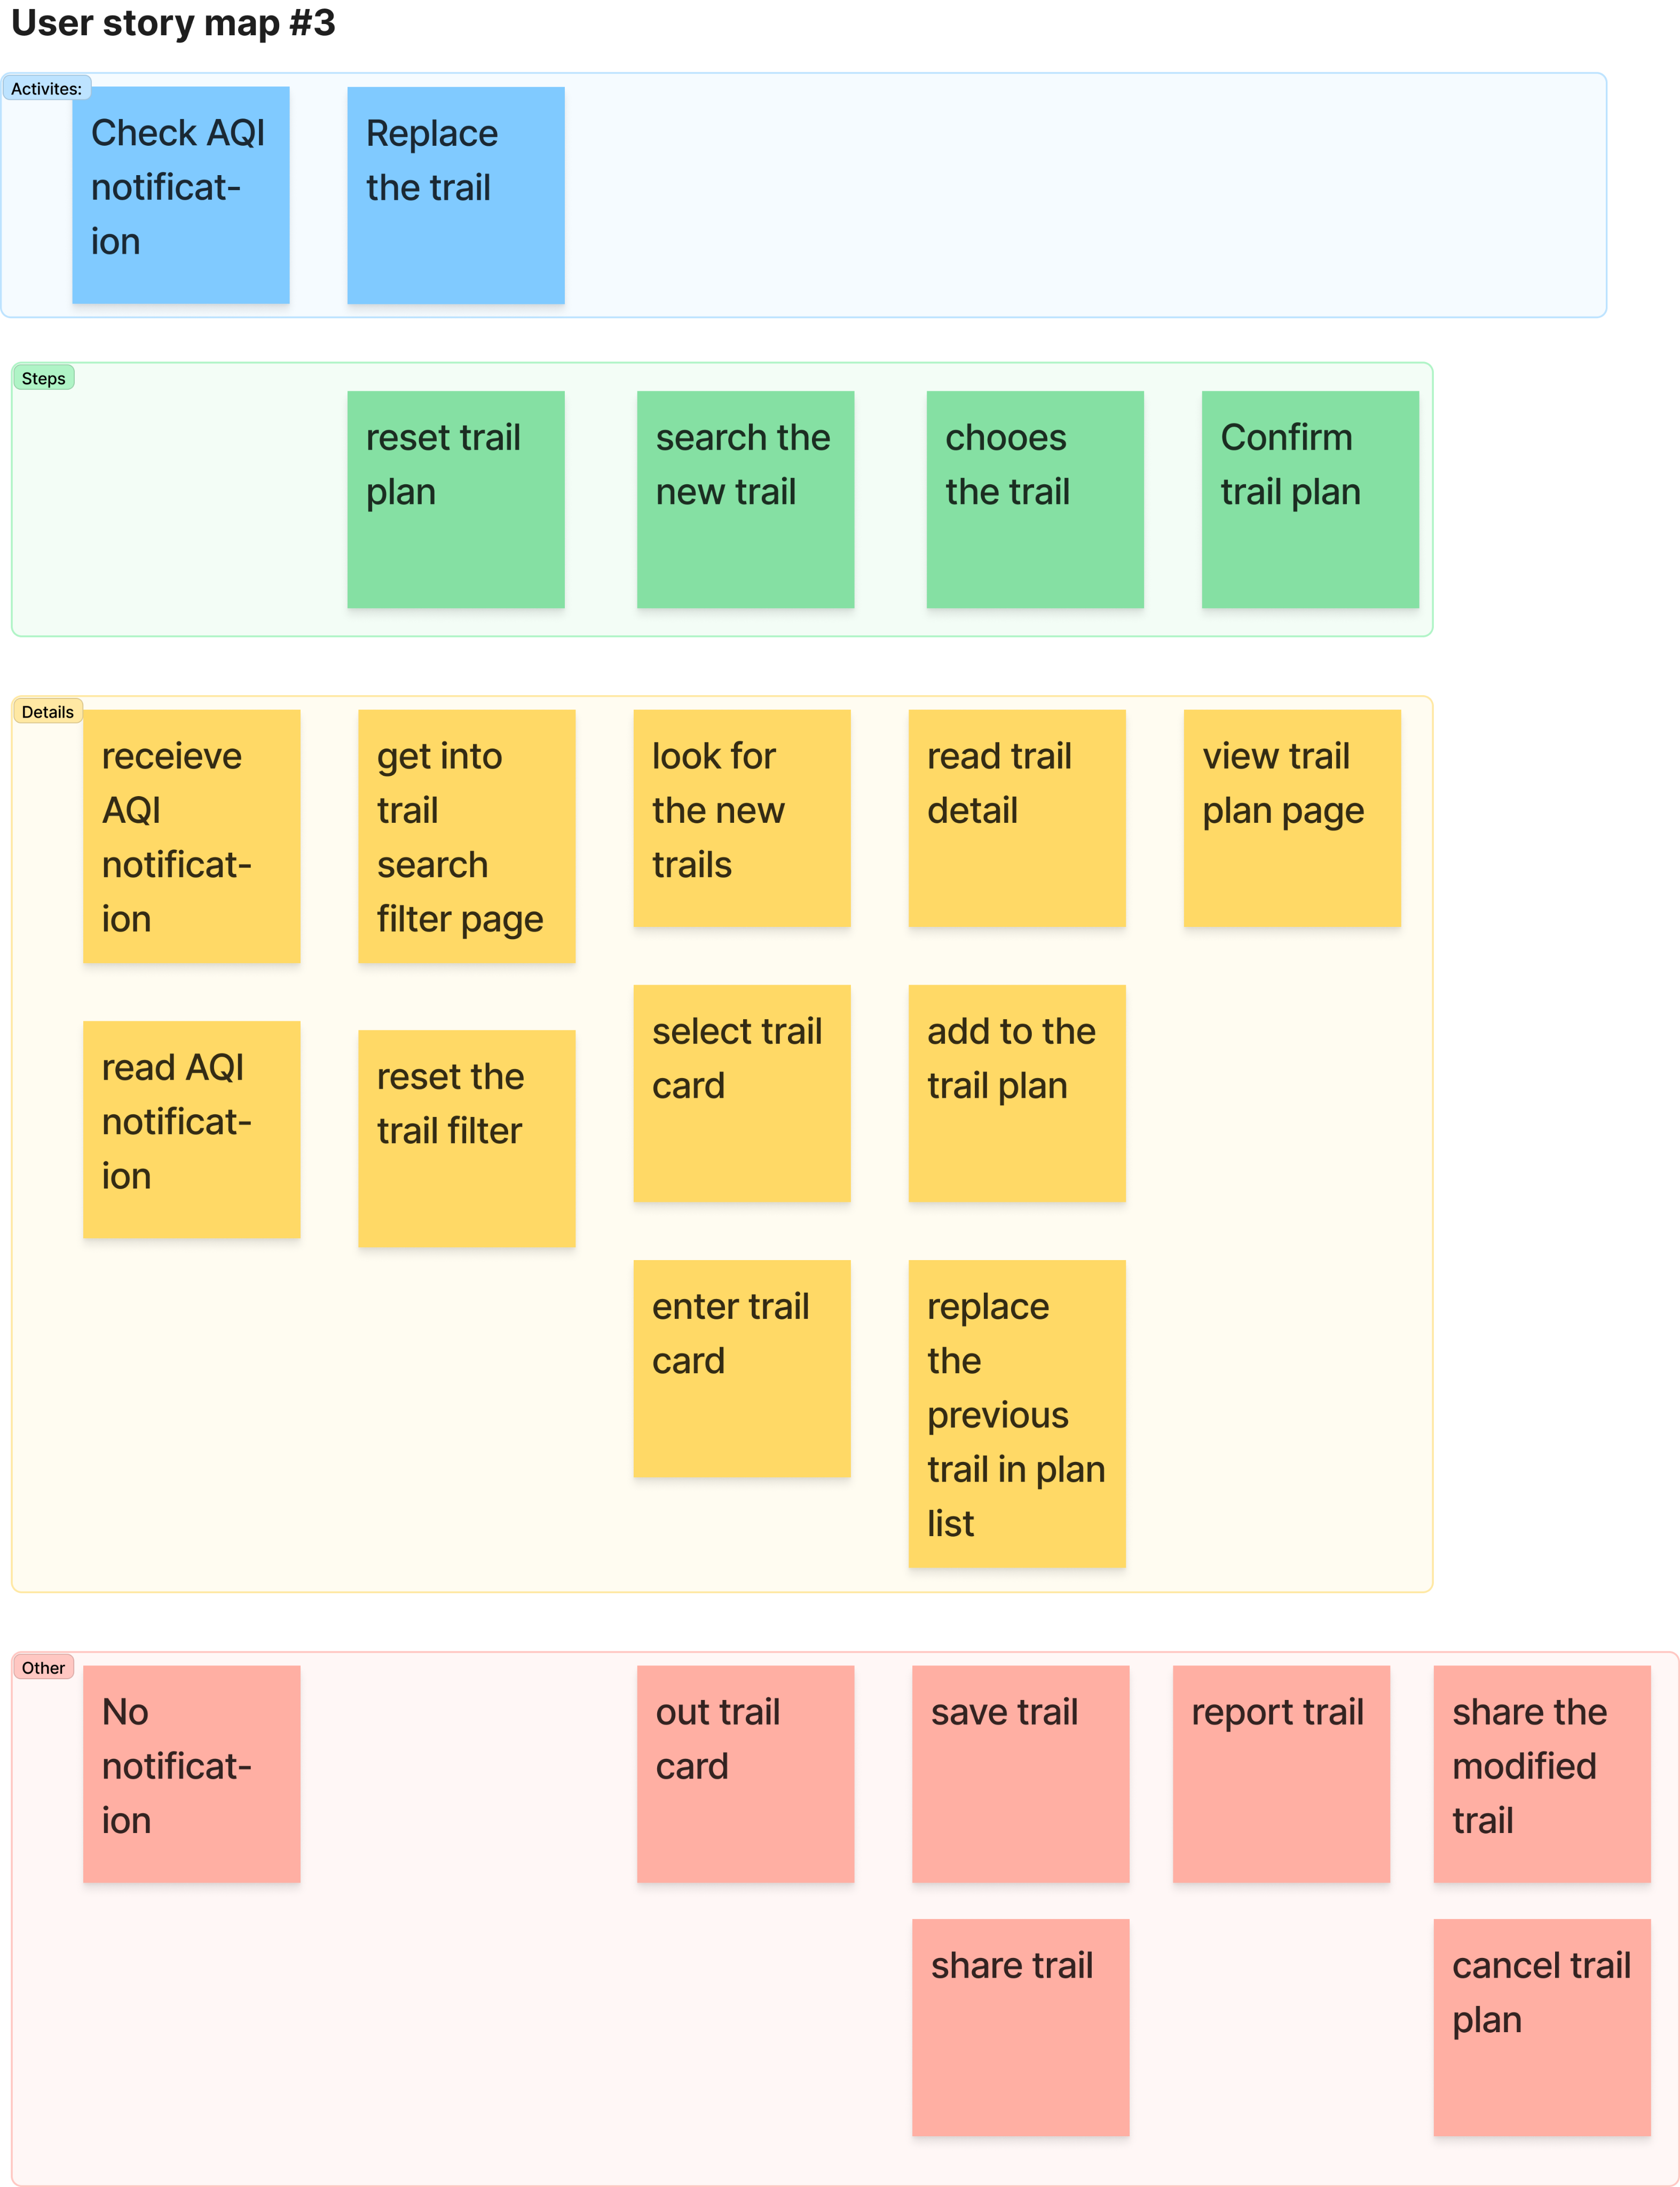 User story map #3
Activites:
Check AQI
notificat-
ion
Replace
the trail
Steps
reset trail
plan
search the
new trail
chooes
the trail
Confirm
trail plan
Details
receieve
AQI
notificat-
ion
get into
trail
search
filter page
look for
the new
trails
read trail
detail
view trail
plan page
read AQI
notificat-
ion
reset the
trail filter
select trail
card
add to the
trail plan
enter trail
card
replace
the
previous
trail in plan
list
Other
No
notificat-
ion
out trail
card
save trail
report trail
share the
modified
trail
share trail
cancel trail
plan